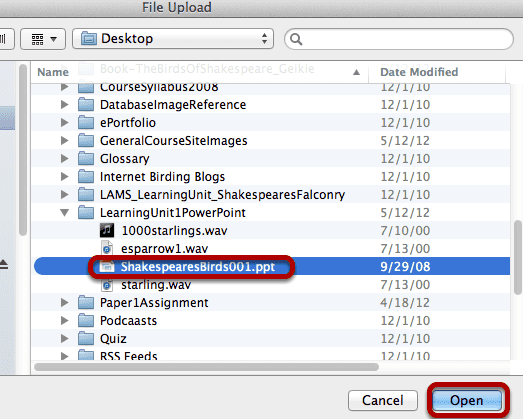 File Upload
Desktop
Name Date Modified
Book-TheBirdsOfShakespeare_Geikie
CourseSyllabus2008 12/1/10
DatabaseImageReference 12/1/10
ePortfolio 12/1/10
GeneralCourseSiteImages 5/12/12
Glossary 12/1/10
Internet Birding Blogs 12/1/10
LAMS_LearningUnit_ShakespearesFalconry 12/1/10
LearningUnit1PowerPoint 5/12/12
1000starlings.wav 7/10/00
esparrow1.wav 7/13/00
ShakespearesBirds001.ppt 9/29/08
starling.wav 7/13/00
Paper1Assignment 4/18/12
Podcaasts 12/1/10
Quiz 12/1/10
RSS Feeds 12/1/10
Cancel Open